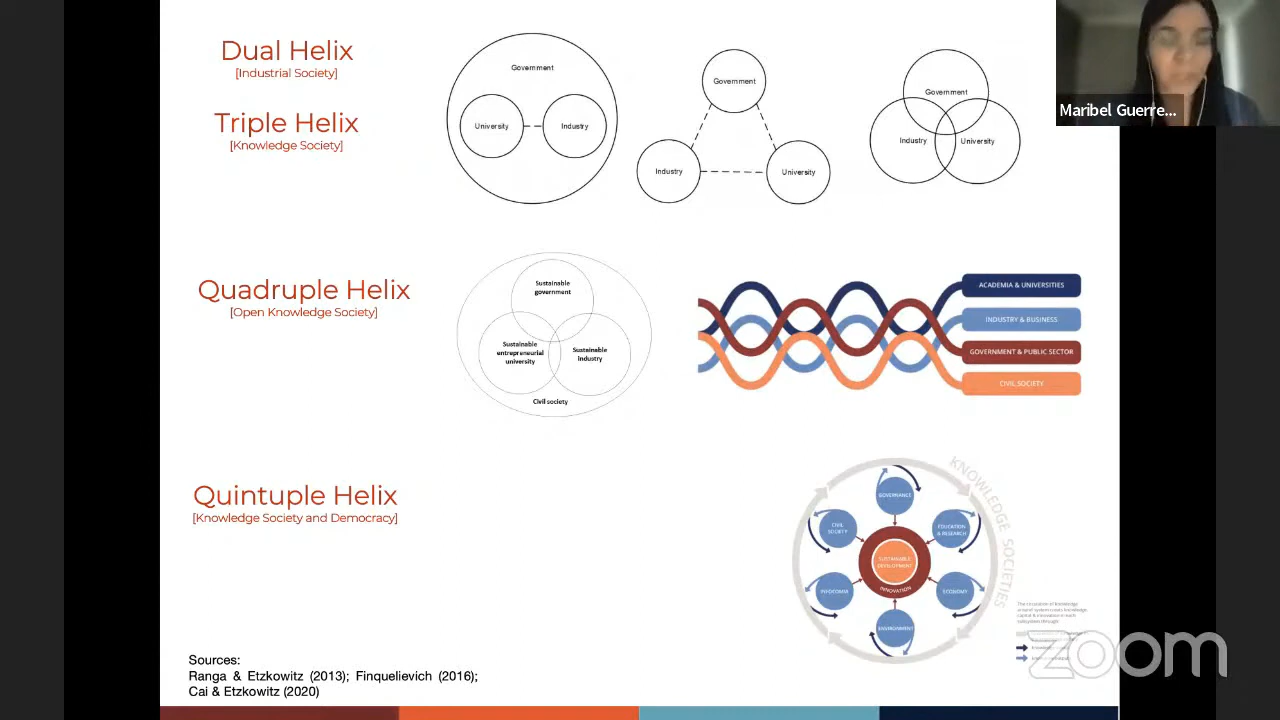 Dual Helix
[Industrial Society]
Triple Helix
[Knowledge Society]
Government
University
Industry
Government
Industry
University
Government
Industry
University
Maribel Guerre...
Quadruple Helix
[Open Knowledge Society]
Sustainable
government
Sustainable
entrepreneurial
university
Sustainable
industry
Civil society
ACADEMIA & UNIVERSITIES
INDUSTRY & BUSINESS
GOVERNMENT & PUBLIC SECTOR
CIVIL SOCIETY
Quintuple Helix
[Knowledge Society and Democracy]
KNOWLEDGE SOCIETIES
GOVERNANCE
CIVIL
SOCIETY
EDUCATION
& RESEARCH
SUSTAINABLE
DEVELOPMENT
INNOVATION
ECONOMY
ENVIRONMENT
Sources:
Ranga & Etzkowitz (2013); Finquelievich (2016);
Cai & Etzkowitz (2020)
zoom